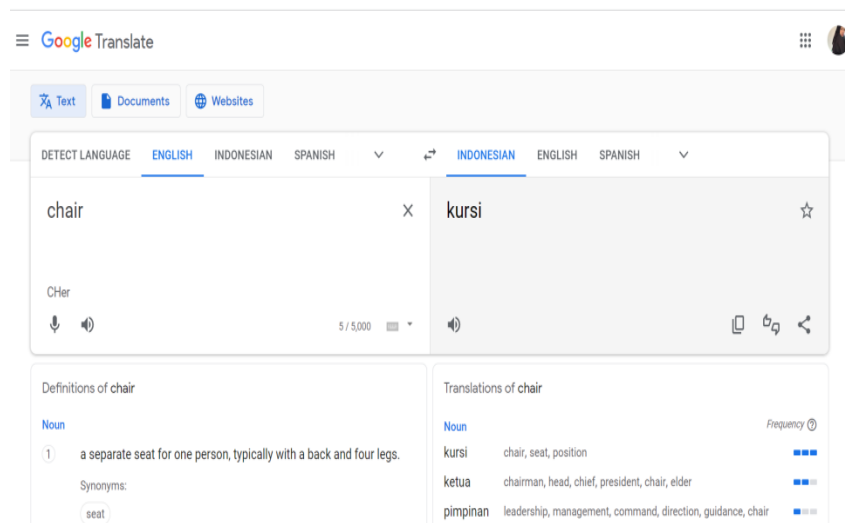 Google Translate
Text Documents Websites
DETECT LANGUAGE ENGLISH INDONESIAN SPANISH
INDONESIAN ENGLISH SPANISH
chair
kursi
CHer
5 / 5,000
Definitions of chair
Noun
1 a separate seat for one person, typically with a back and four legs.
Synonyms:
seat
Translations of chair
Noun Frequency
kursi chair, seat, position
ketua chairman, head, chief, president, chair, elder
pimpinan leadership, management, command, direction, guidance, chair